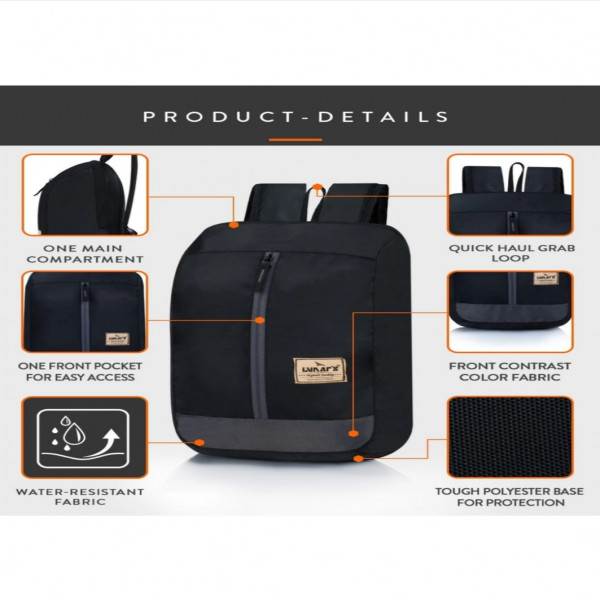 PRODUCT-DETAILS
ONE MAIN
COMPARTMENT
QUICK HAUL GRAB
LOOP
ONE FRONT POCKET
FOR EASY ACCESS
FRONT CONTRAST
COLOR FABRIC
WATER-RESISTANT
FABRIC
TOUGH POLYESTER BASE
FOR PROTECTION